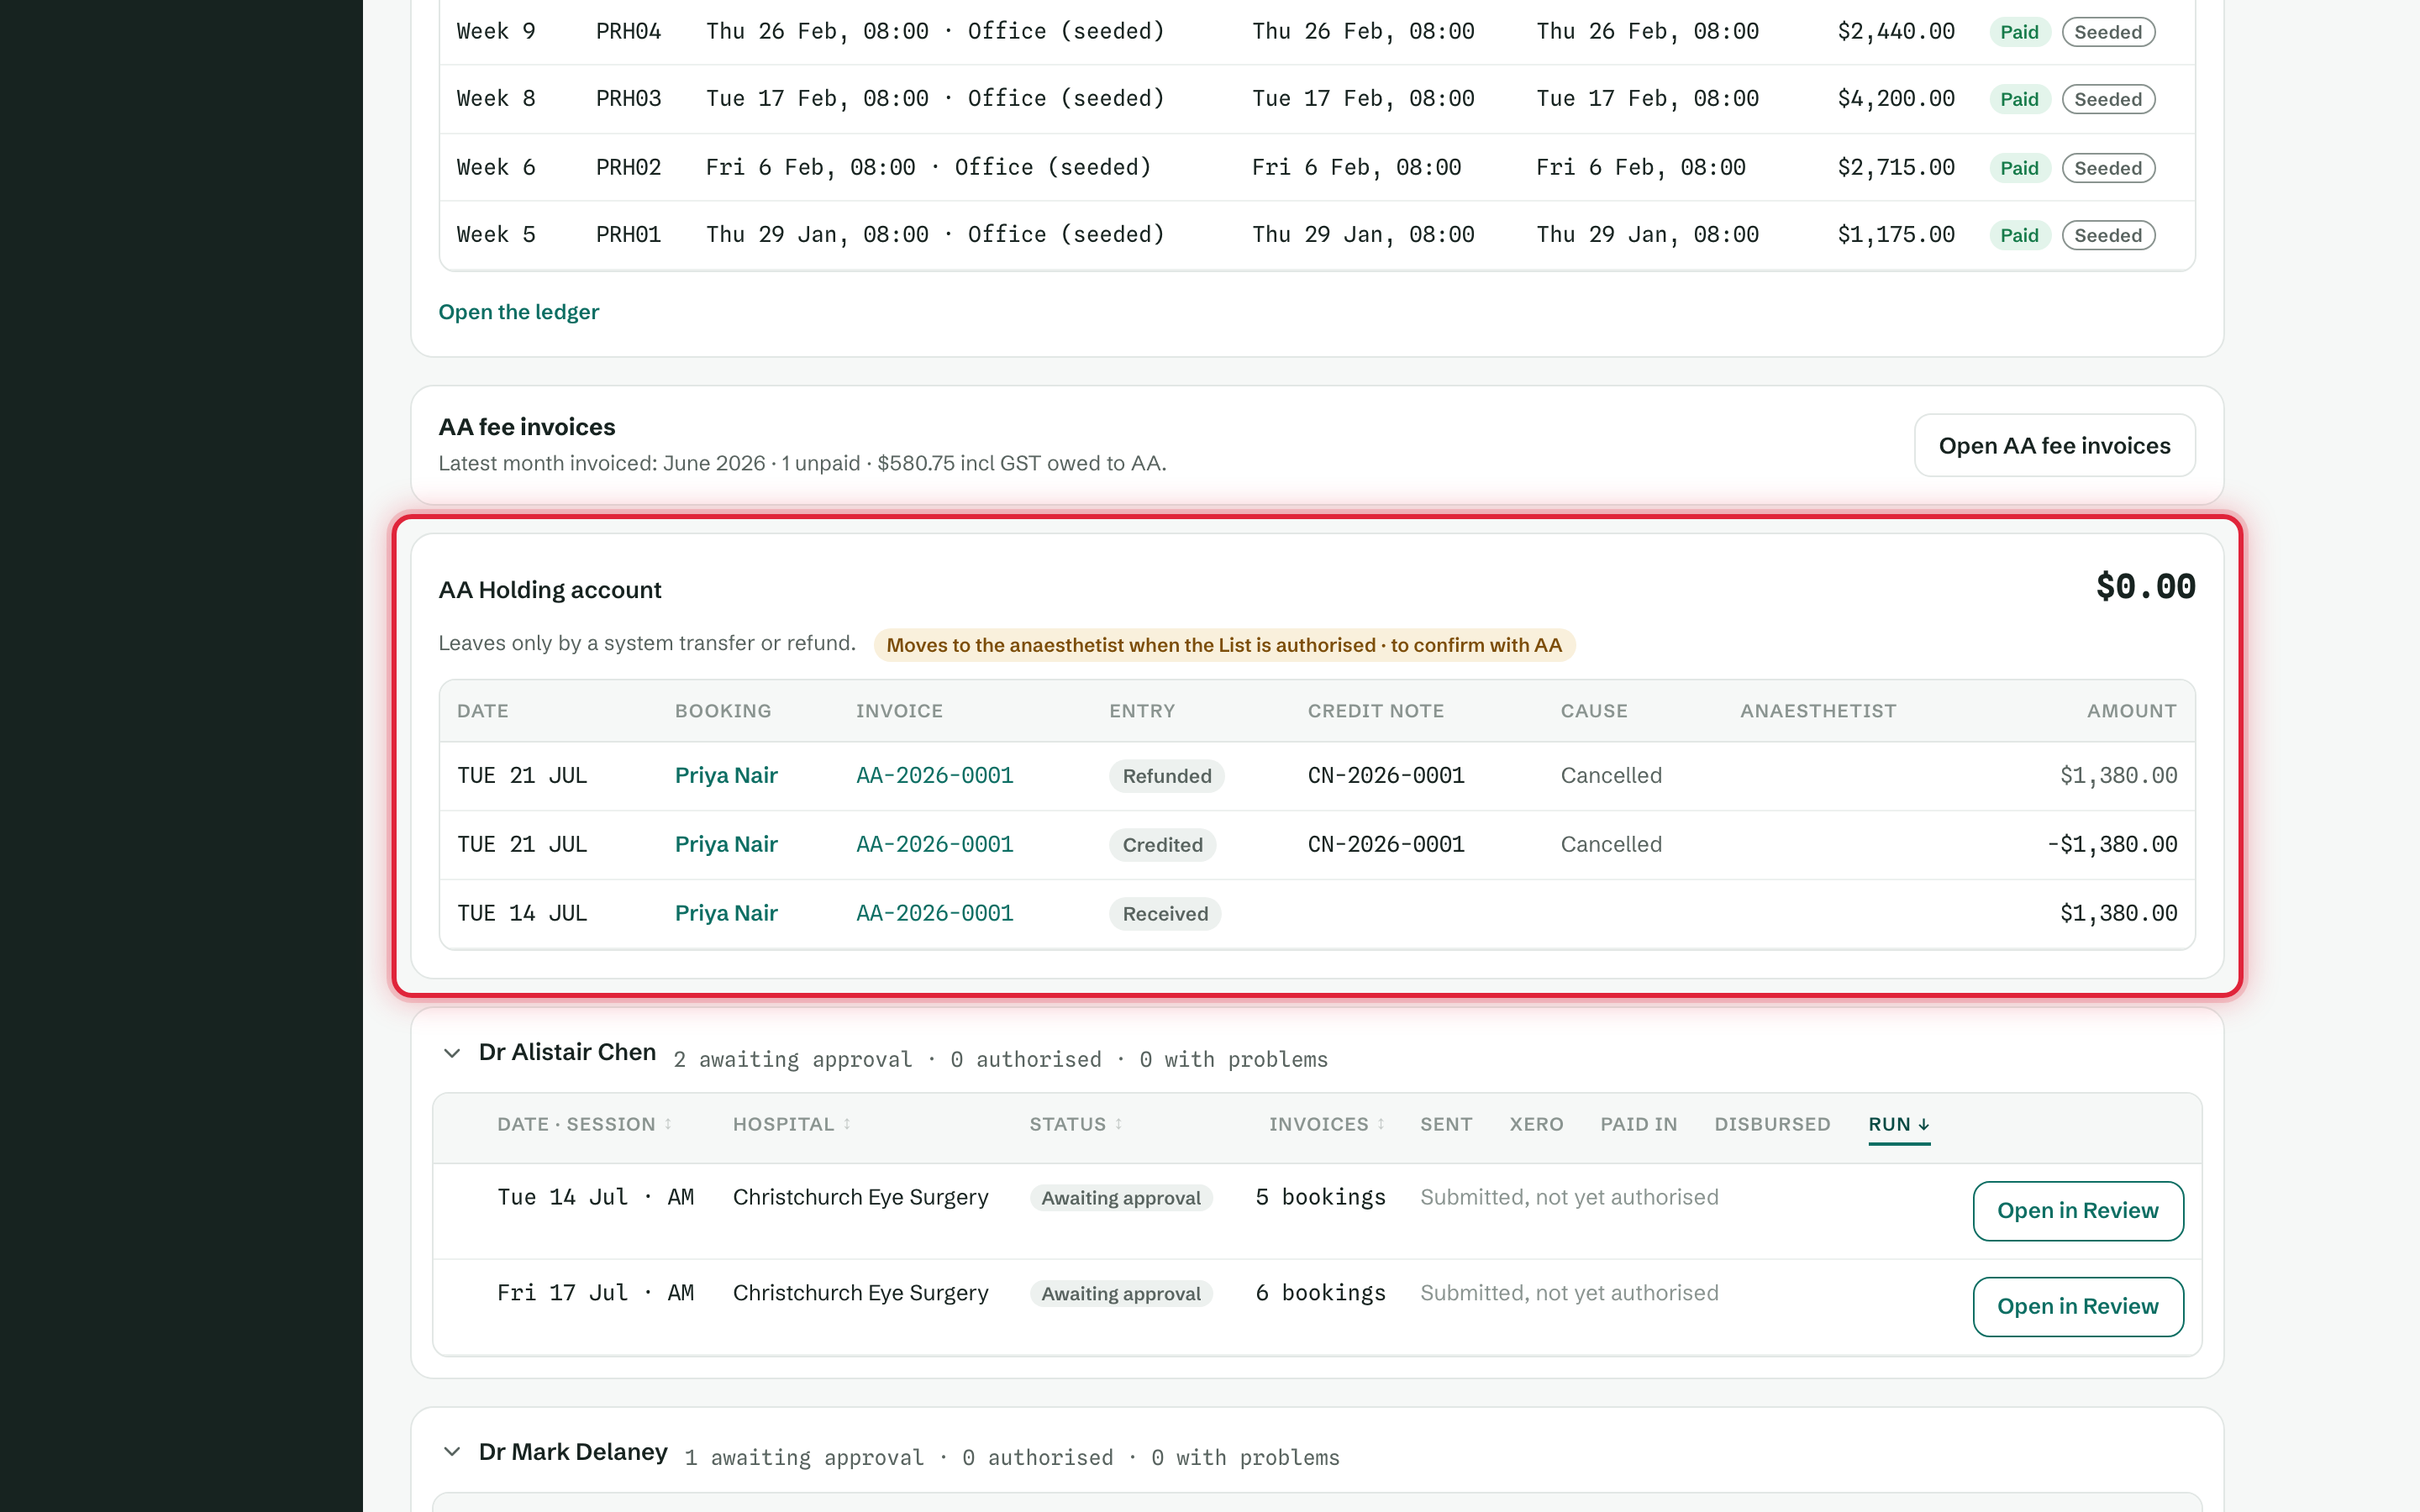 Week 9 PRH04 Thu 26 Feb, 08:00 · Office (seeded) Thu 26 Feb, 08:00 Thu 26 Feb, 08:00 $2,440.00 Paid Seeded
Week 8 PRH03 Tue 17 Feb, 08:00 · Office (seeded) Tue 17 Feb, 08:00 Tue 17 Feb, 08:00 $4,200.00 Paid Seeded
Week 6 PRH02 Fri 6 Feb, 08:00 · Office (seeded) Fri 6 Feb, 08:00 Fri 6 Feb, 08:00 $2,715.00 Paid Seeded
Week 5 PRH01 Thu 29 Jan, 08:00 · Office (seeded) Thu 29 Jan, 08:00 Thu 29 Jan, 08:00 $1,175.00 Paid Seeded
Open the ledger
AA fee invoices
Latest month invoiced: June 2026 · 1 unpaid · $580.75 incl GST owed to AA.
Open AA fee invoices
AA Holding account $0.00
Leaves only by a system transfer or refund. Moves to the anaesthetist when the List is authorised · to confirm with AA
DATE BOOKING INVOICE ENTRY CREDIT NOTE CAUSE ANAESTHETIST AMOUNT
TUE 21 JUL Priya Nair AA-2026-0001 Refunded CN-2026-0001 Cancelled $1,380.00
TUE 21 JUL Priya Nair AA-2026-0001 Credited CN-2026-0001 Cancelled -$1,380.00
TUE 14 JUL Priya Nair AA-2026-0001 Received $1,380.00
Dr Alistair Chen 2 awaiting approval · 0 authorised · 0 with problems
DATE · SESSION ↕ HOSPITAL ↕ STATUS ↕ INVOICES ↕ SENT XERO PAID IN DISBURSED RUN ↓
Tue 14 Jul · AM Christchurch Eye Surgery Awaiting approval 5 bookings Submitted, not yet authorised Open in Review
Fri 17 Jul · AM Christchurch Eye Surgery Awaiting approval 6 bookings Submitted, not yet authorised Open in Review
Dr Mark Delaney 1 awaiting approval · 0 authorised · 0 with problems